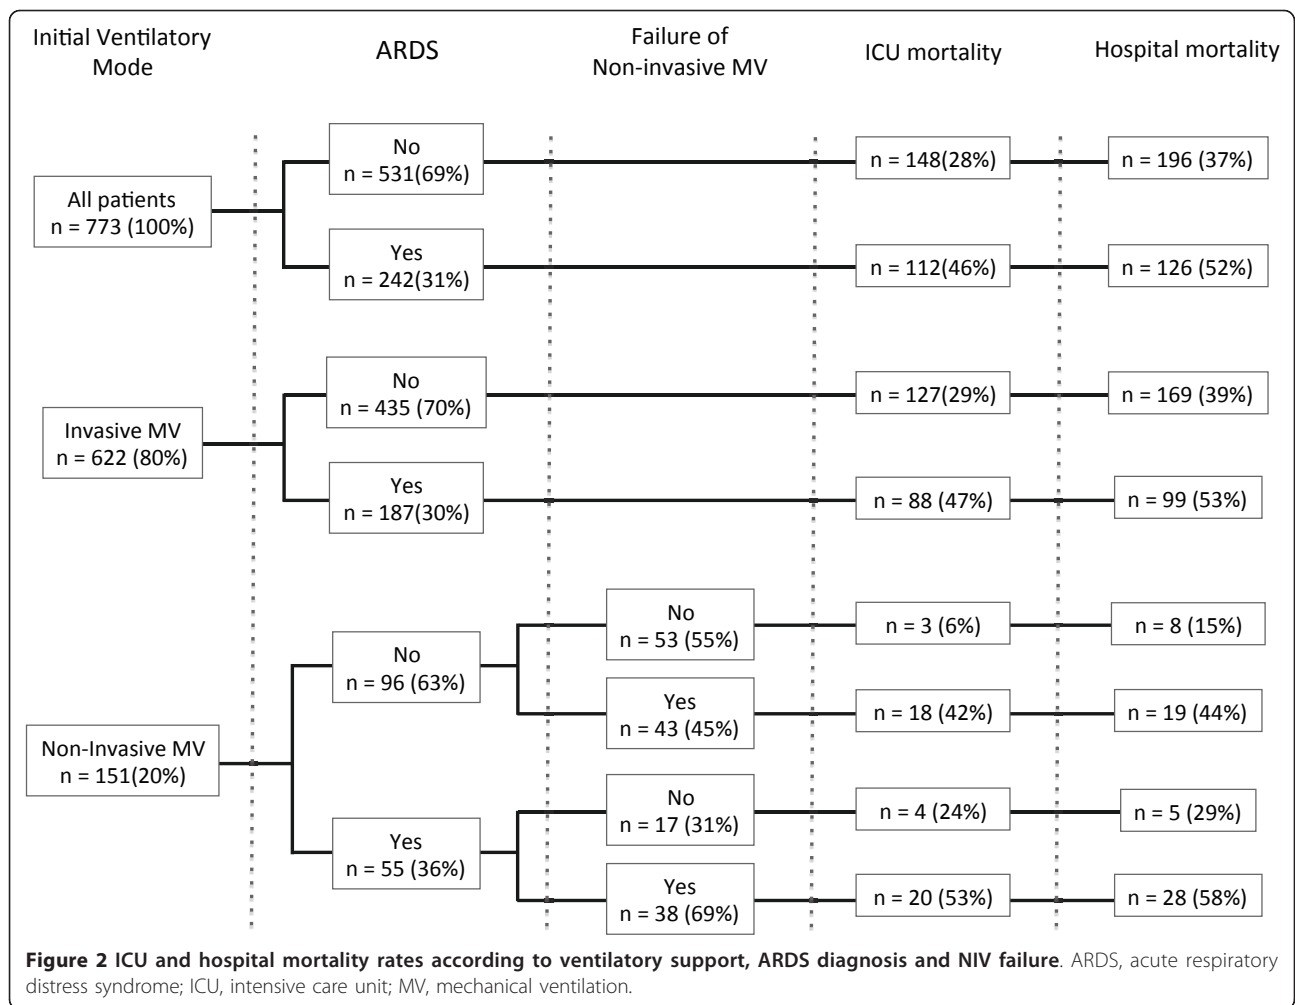 Initial Ventilatory
Mode
ARDS
Failure of
Non-invasive MV
ICU mortality
Hospital mortality
All patients
n = 773 (100%)
No
n = 531(69%)
n = 148(28%)
n = 196 (37%)
Yes
n = 242(31%)
n = 112(46%)
n = 126 (52%)
Invasive MV
n = 622 (80%)
No
n = 435 (70%)
n = 127(29%)
n = 169 (39%)
Yes
n = 187(30%)
n = 88 (47%)
n = 99 (53%)
Non-Invasive MV
n = 151(20%)
No
n = 96 (63%)
No
n = 53 (55%)
n = 3 (6%)
n = 8 (15%)
Yes
n = 43 (45%)
n = 18 (42%)
n = 19 (44%)
Yes
n = 55 (36%)
No
n = 17 (31%)
n = 4 (24%)
n = 5 (29%)
Yes
n = 38 (69%)
n = 20 (53%)
n = 28 (58%)
Figure 2 ICU and hospital mortality rates according to ventilatory support, ARDS diagnosis and NIV failure. ARDS, acute respiratory
distress syndrome; ICU, intensive care unit; MV, mechanical ventilation.